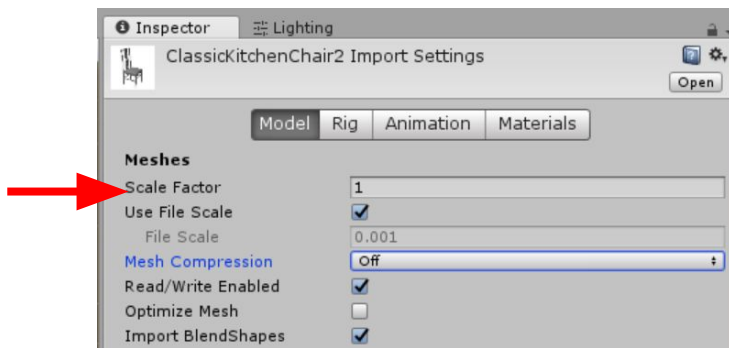 Inspector Lighting
ClassicKitchenChair2 Import Settings
Open
Model Rig Animation Materials
Meshes
Scale Factor 1
Use File Scale
File Scale 0.001
Mesh Compression Off
Read/Write Enabled
Optimize Mesh
Import BlendShapes